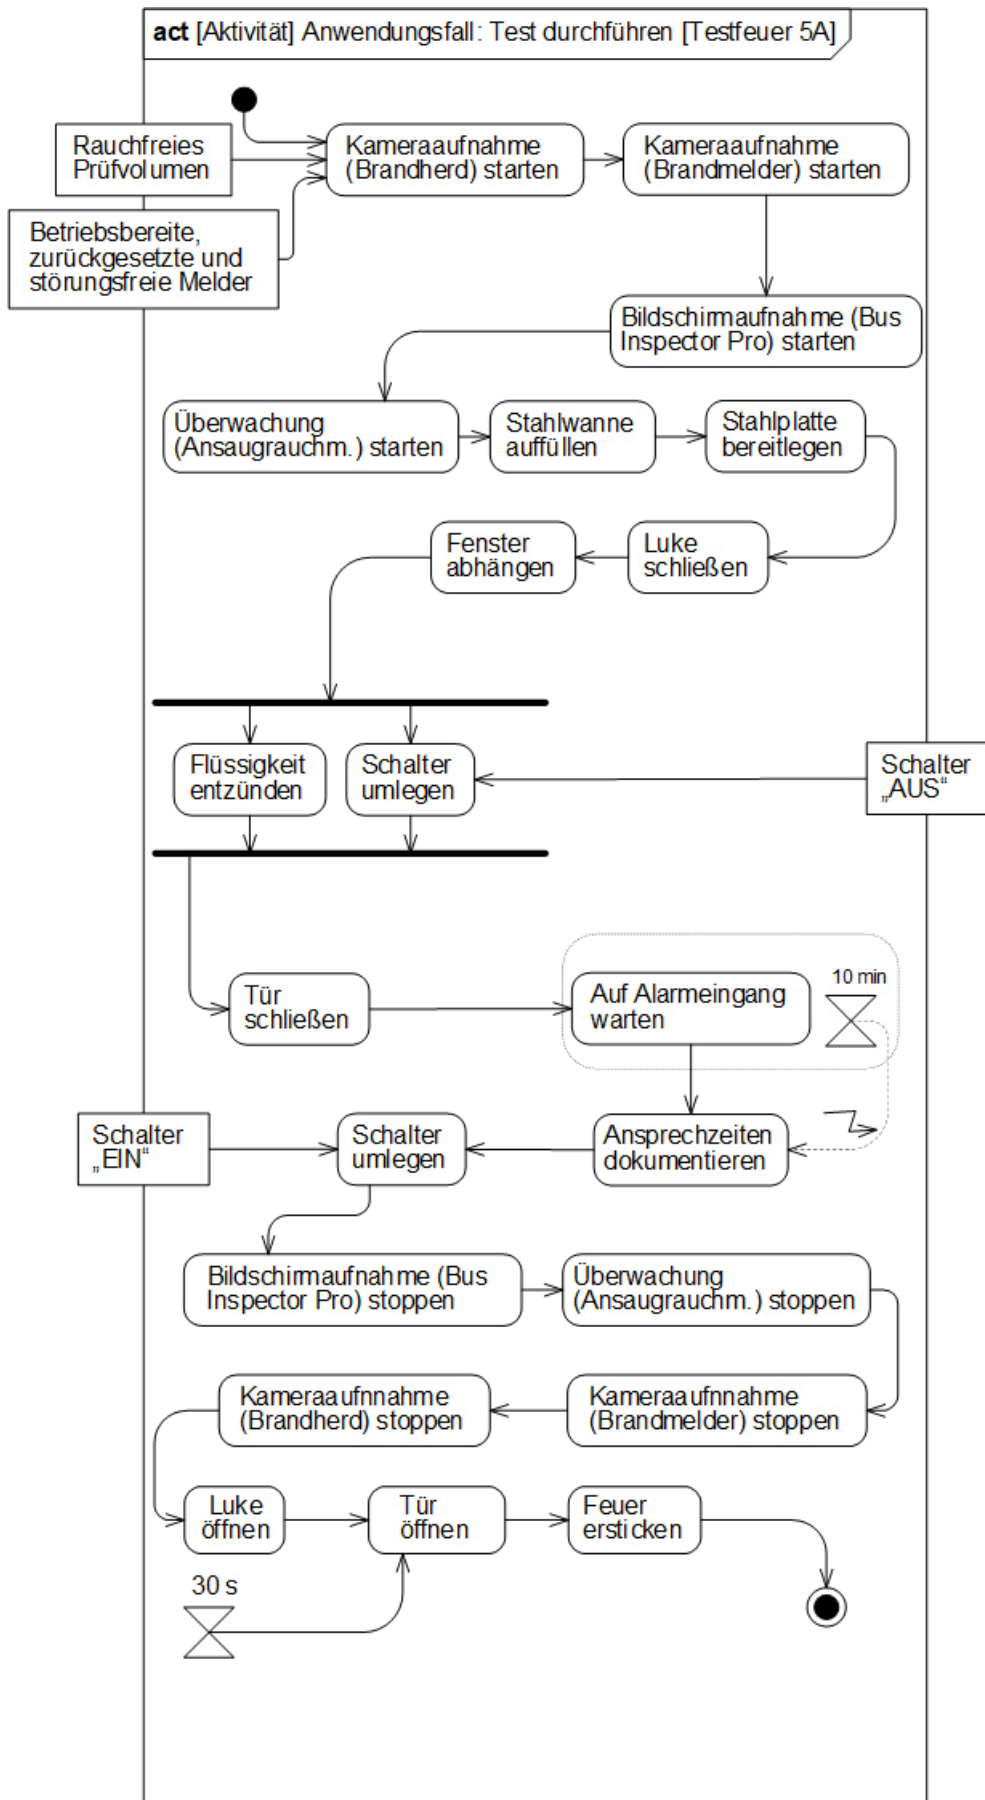 act [Aktivität] Anwendungsfall: Test durchführen [Testfeuer 5A]
Rauchfreies
Prüfvolumen
Kameraaufnahme
(Brandherd) starten
Kameraaufnahme
(Brandmelder) starten
Betriebsbereite,
zurückgesetzte und
störungsfreie Melder
Bildschirmaufnahme (Bus
Inspector Pro) starten
Überwachung
(Ansaugrauchm.) starten
Stahlwanne
auffüllen
Stahlplatte
bereitlegen
Fenster
abhängen
Luke
schließen
Flüssigkeit
entzünden
Schalter
umlegen
Schalter
„AUS“
Tür
schließen
Auf Alarmeingang
warten
10 min
Schalter
„EIN“
Schalter
umlegen
Ansprechzeiten
dokumentieren
Bildschirmaufnahme (Bus
Inspector Pro) stoppen
Überwachung
(Ansaugrauchm.) stoppen
Kameraaufnnahme
(Brandherd) stoppen
Kameraaufnnahme
(Brandmelder) stoppen
Luke
öffnen
Tür
öffnen
Feuer
ersticken
30 s